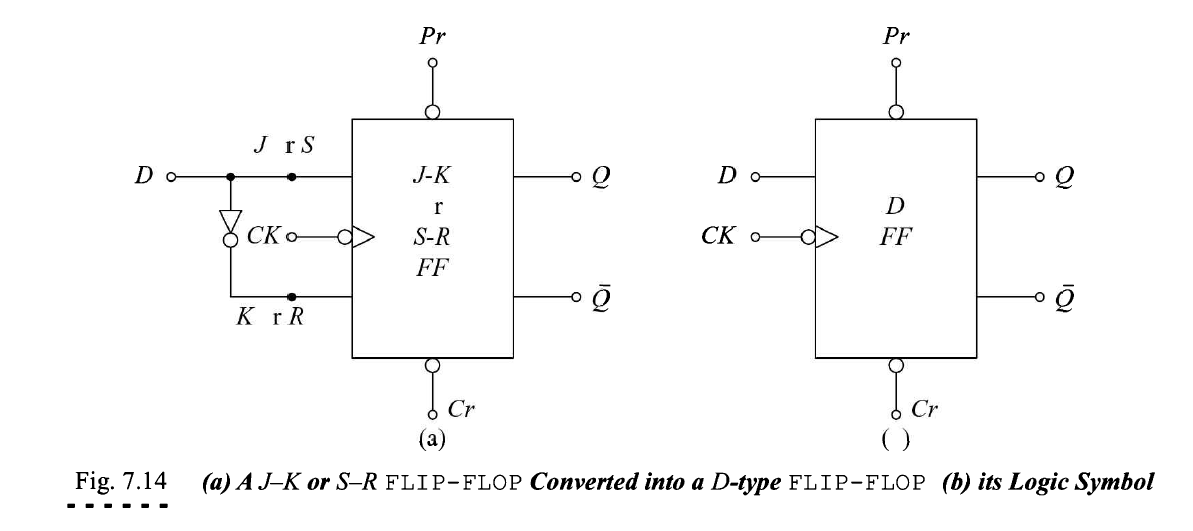 Pr
J r S
D
J-K
Q
r
CK
S-R
FF
Q̄
K r R
Cr
(a)
Pr
D
Q
D
CK
FF
Q̄
Cr
( )
Fig. 7.14 (a) A J–K or S–R FLIP-FLOP Converted into a D-type FLIP-FLOP (b) its Logic Symbol